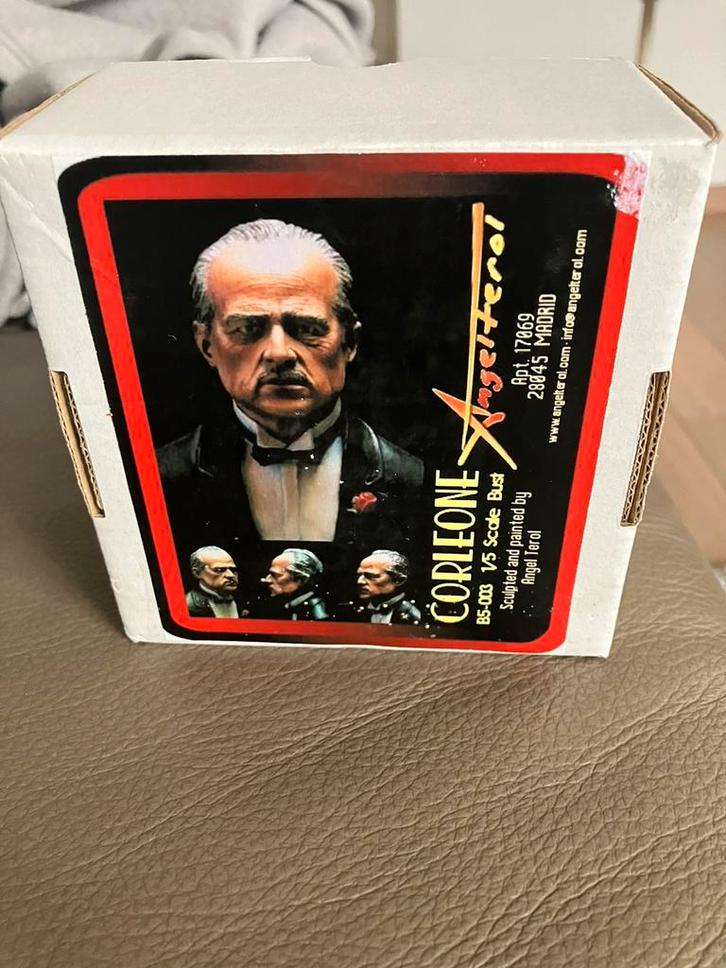 CORLEONE
B5-003 1/5 Scale Bust
Sculpted and painted by
Angel Terol
Angelterol
Apt. 17069
28045 MADRID
www.angelterol.com - info@angelterol.com